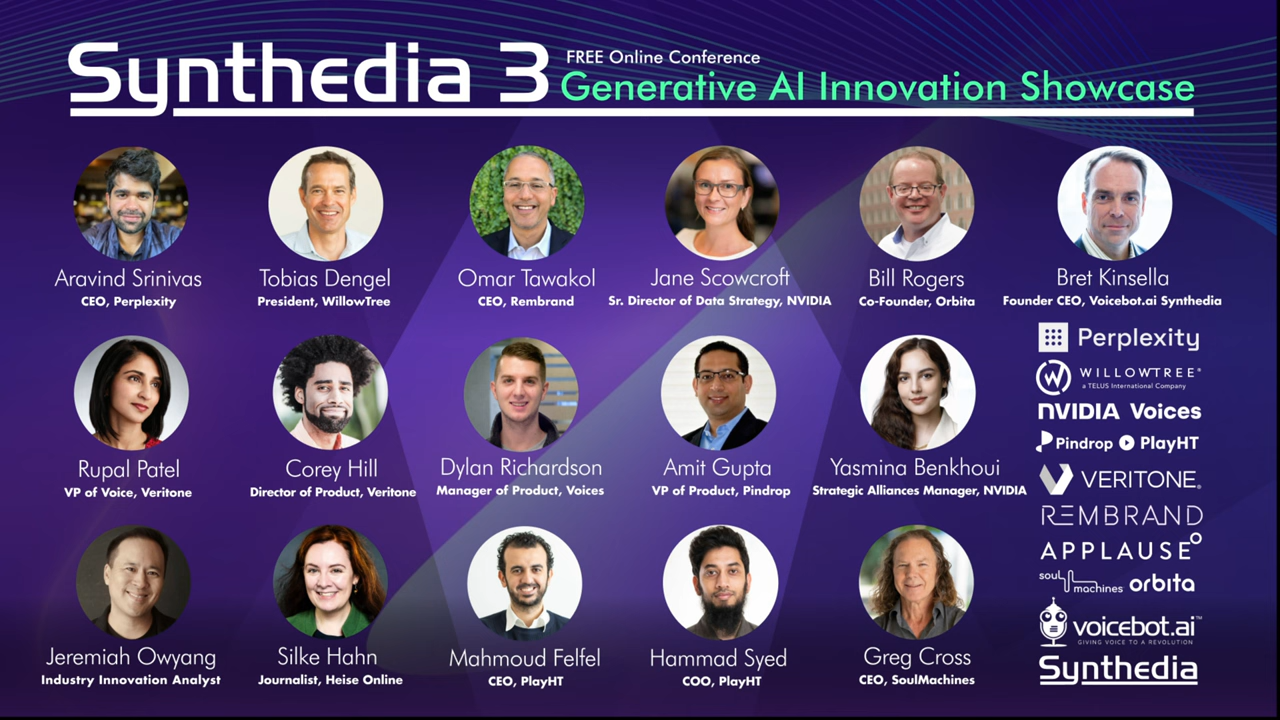 Synthedia 3
FREE Online Conference
Generative AI Innovation Showcase
Aravind Srinivas
CEO, Perplexity
Tobias Dengel
President, WillowTree
Omar Tawakol
CEO, Rembrand
Jane Scowcroft
Sr. Director of Data Strategy, NVIDIA
Bill Rogers
Co-Founder, Orbita
Bret Kinsella
Founder CEO, Voicebot.ai Synthedia
Rupal Patel
VP of Voice, Veritone
Corey Hill
Director of Product, Veritone
Dylan Richardson
Manager of Product, Voices
Amit Gupta
VP of Product, Pindrop
Yasmina Benkhoui
Strategic Alliances Manager, NVIDIA
Jeremiah Owyang
Industry Innovation Analyst
Silke Hahn
Journalist, Heise Online
Mahmoud Felfel
CEO, PlayHT
Hammad Syed
COO, PlayHT
Greg Cross
CEO, SoulMachines
Perplexity
WILLOWTREE®
a TELUS International Company
NVIDIA Voices
Pindrop PlayHT
VERITONE®
REMBRAND
APPLAUSE
soul machines orbita
voicebot.ai™
GIVING VOICE TO A REVOLUTION
Synthedia